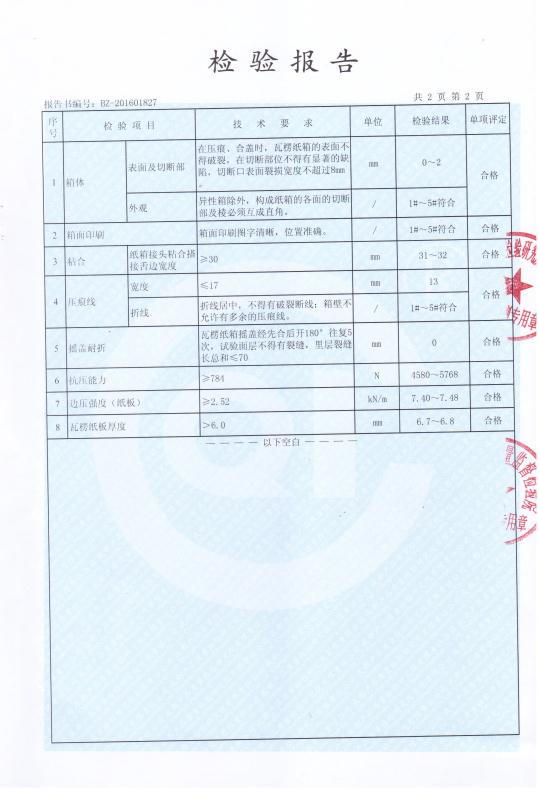 检验报告
报告书编号：BZ-201601827
共 2 页 第 2 页
序号 检 验 项 目 技 术 要 求 单位 检验结果 单项评定
1 箱体 表面及切断部
在压痕、合盖时，瓦楞纸箱的表面不
得破裂，在切断部位不得有显著的缺
陷，切断口表面裂损宽度不超过8mm
。
mm 0～2 合格
外观
异性箱除外，构成纸箱的各面的切断
部及棱必须互成直角。
/ 1#～5#符合
2 箱面印刷 箱面印刷图字清晰，位置准确。 / 1#～5#符合 合格
3 粘合 纸箱接头粘合搭
接舌边宽度
≥30 mm 31～32 合格
4 压痕线 宽度 ≤17 mm 13 合格
折线
折线居中，不得有破裂断线；箱壁不
允许有多余的压痕线。
/ 1#～5#符合
5 摇盖耐折
瓦楞纸箱摇盖经先合后开180°往复5
次，试验面层不得有裂缝，里层裂缝
长总和≤70
mm 0 合格
6 抗压能力 ≥784 N 4580～5768 合格
7 边压强度（纸板） ≥2.52 kN/m 7.40～7.48 合格
8 瓦楞纸板厚度 >6.0 mm 6.7～6.8 合格
－－－－以下空白－－－－
检验研究
专用章
监督检
专用章